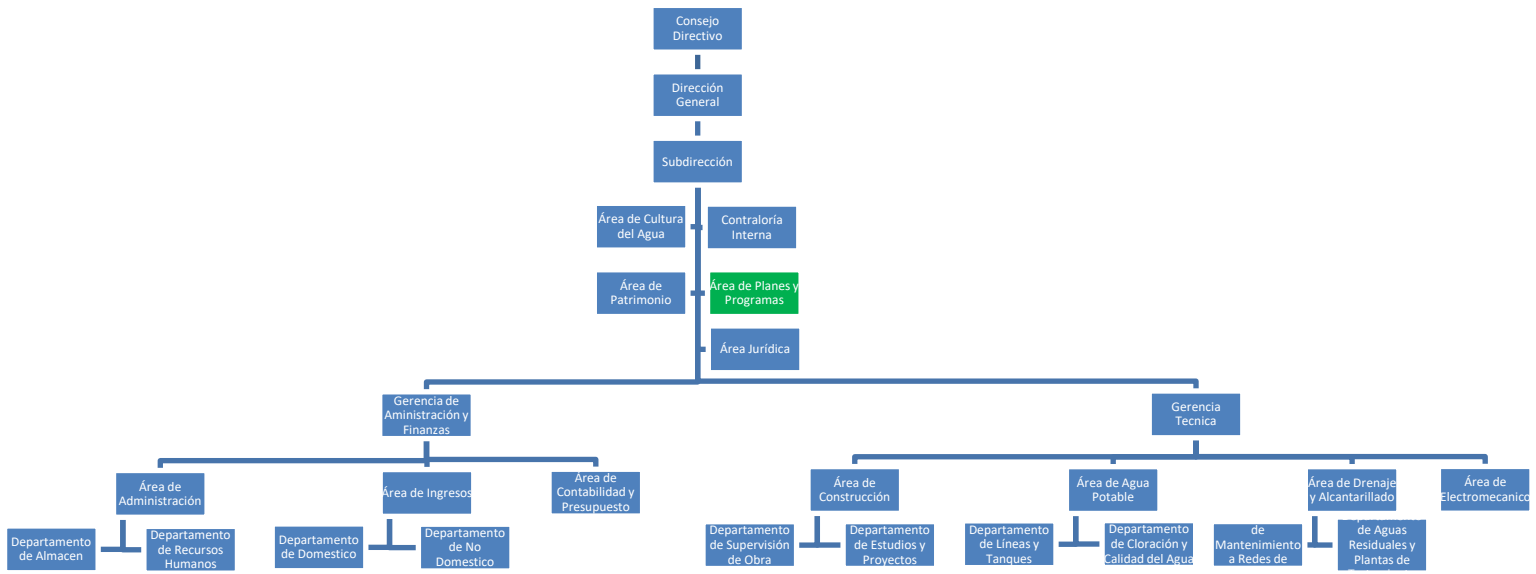 Consejo
Directivo
Dirección
General
Subdirección
Área de Cultura
del Agua
Contraloría
Interna
Área de
Patrimonio
Área de Planes y
Programas
Área Jurídica
Gerencia de
Aministración y
Finanzas
Gerencia
Tecnica
Área de
Administración
Área de Ingresos
Área de
Contabilidad y
Presupuesto
Área de
Construcción
Área de Agua
Potable
Área de Drenaje
y Alcantarillado
Área de
Electromecanico
Departamento
de Almacen
Departamento
de Recursos
Humanos
Departamento
de Domestico
Departamento
de No
Domestico
Departamento
de Supervisión
de Obra
Departamento
de Estudios y
Proyectos
Departamento
de Líneas y
Tanques
Departamento
de Cloración y
Calidad del Agua
de
Mantenimiento
a Redes de
de Aguas
Residuales y
Plantas de